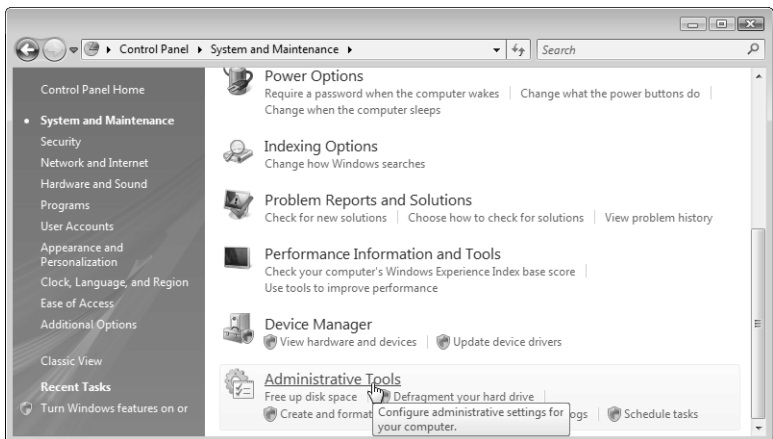 Control Panel System and Maintenance Search
Control Panel Home
System and Maintenance
Security
Network and Internet
Hardware and Sound
Programs
User Accounts
Appearance and
Personalization
Clock, Language, and Region
Ease of Access
Additional Options
Classic View
Recent Tasks
Turn Windows features on or
Power Options
Require a password when the computer wakes Change what the power buttons do
Change when the computer sleeps
Indexing Options
Change how Windows searches
Problem Reports and Solutions
Check for new solutions Choose how to check for solutions View problem history
Performance Information and Tools
Check your computer's Windows Experience Index base score
Use tools to improve performance
Device Manager
View hardware and devices Update device drivers
Administrative Tools
Free up disk space Defragment your hard drive
Create and format Configure administrative settings for ogs Schedule tasks
your computer.